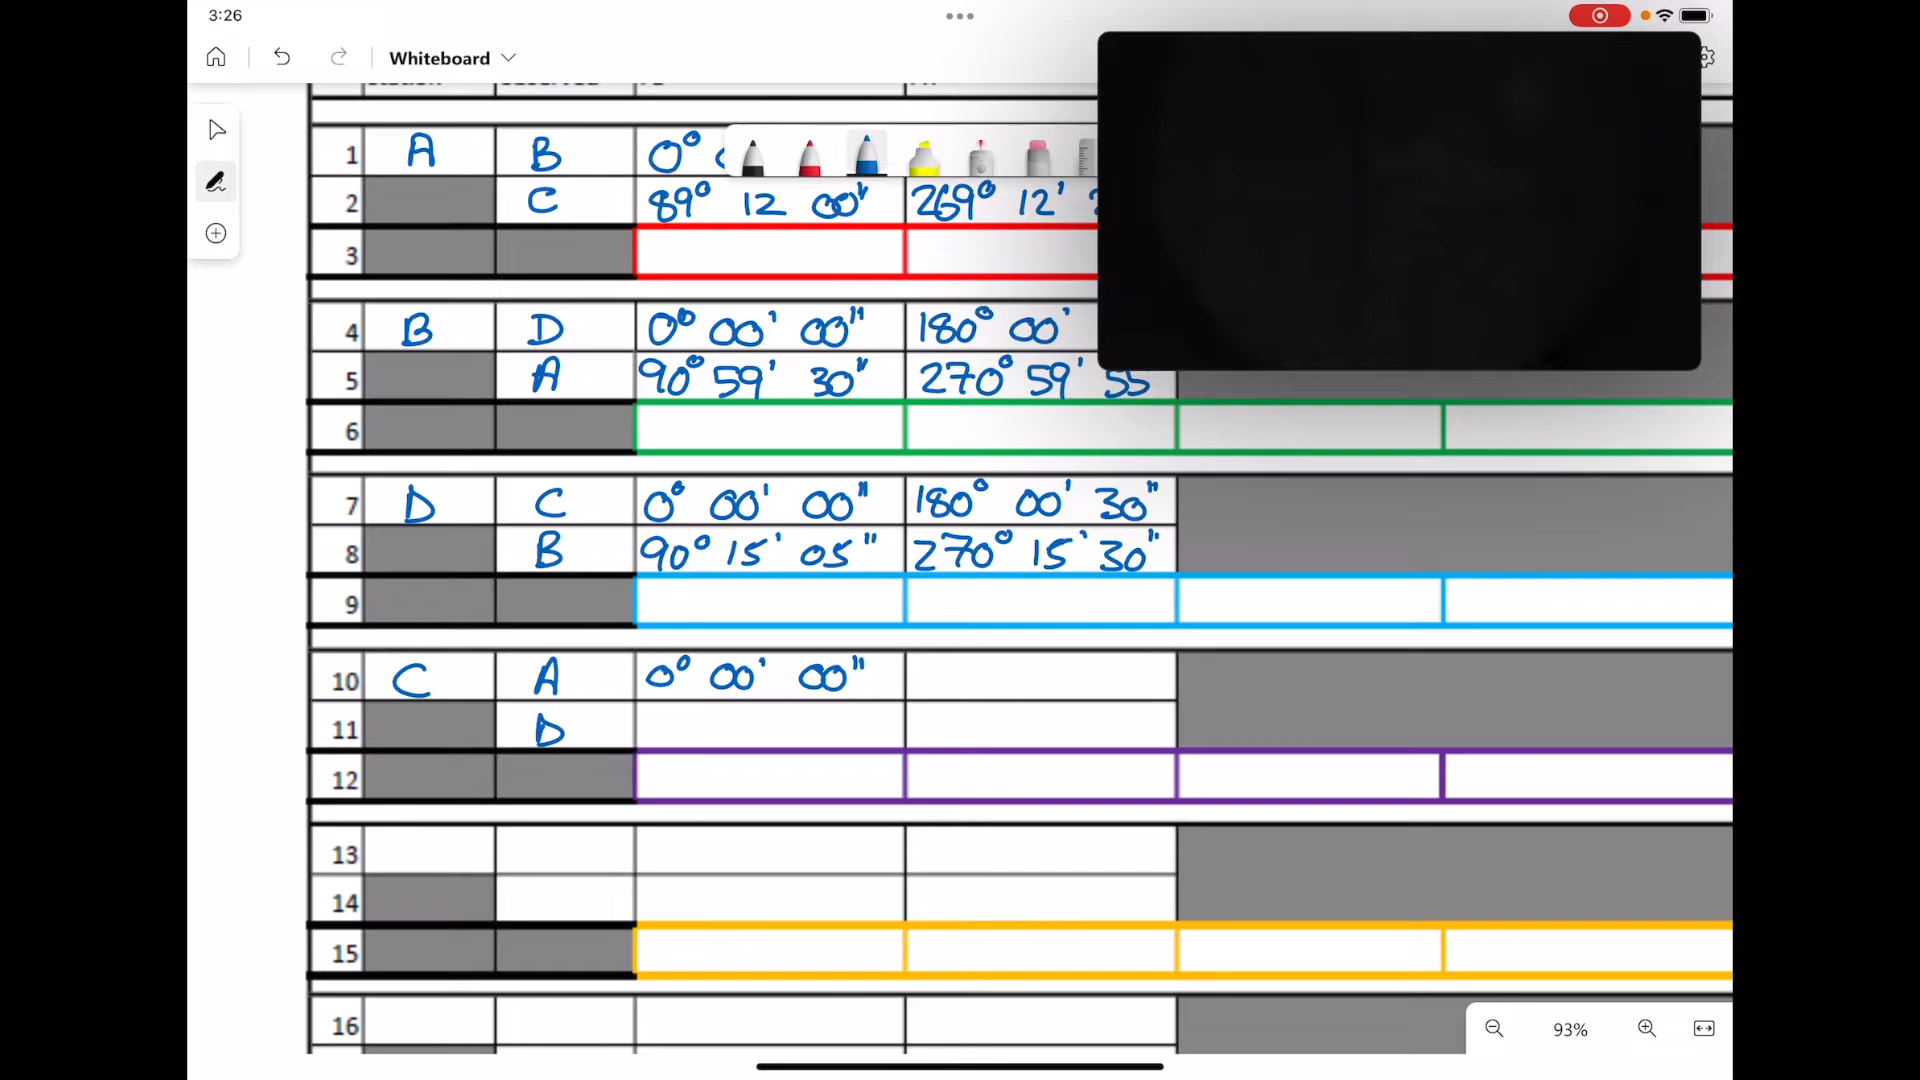 3:26
Whiteboard
1 A B 0°
2 C 89° 12 00" 269° 12'
3
4 B D 0° 00' 00" 180° 00'
5 A 90° 59' 30" 270° 59' 55
6
7 D C 0° 00' 00" 180° 00' 30"
8 B 90° 15' 05" 270° 15' 30"
9
10 C A 0° 00' 00"
11 D
12
13
14
15
16
93%